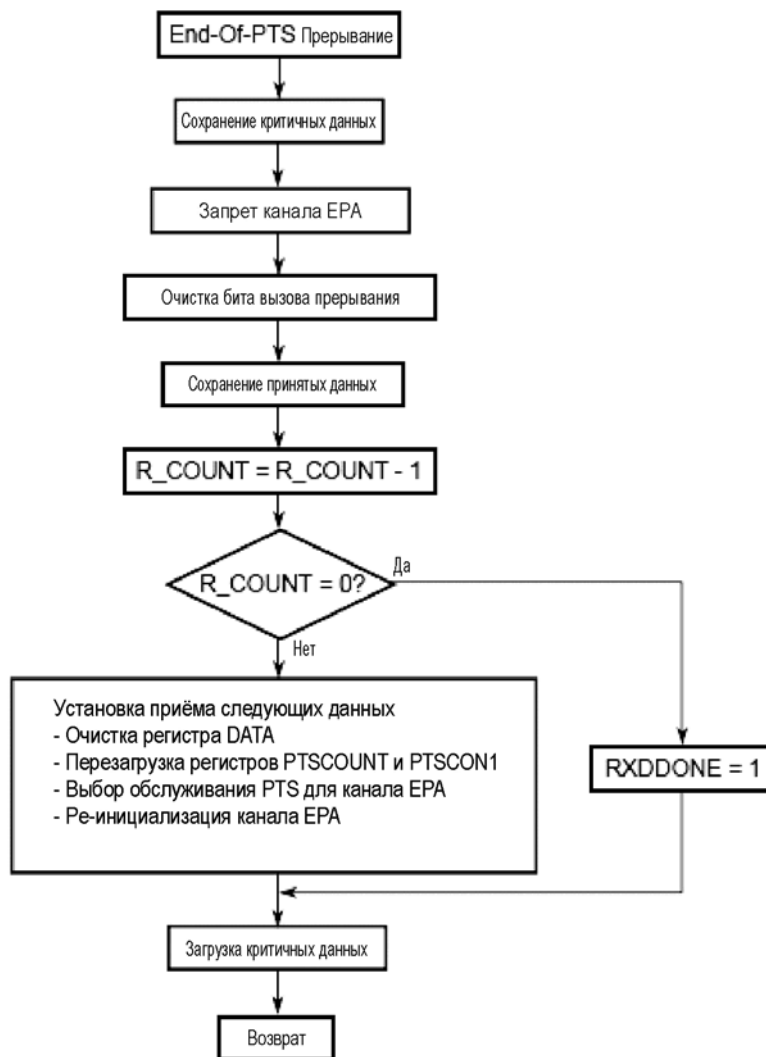 End-Of-PTS Прерывание
Сохранение критичных данных
Запрет канала EPA
Очистка бита вызова прерывания
Сохранение принятых данных
R_COUNT = R_COUNT - 1
R_COUNT = 0?
Да
Нет
Установка приёма следующих данных
- Очистка регистра DATA
- Перезагрузка регистров PTSCOUNT и PTSCON1
- Выбор обслуживания PTS для канала EPA
- Ре-инициализация канала EPA
RXDDONE = 1
Загрузка критичных данных
Возврат